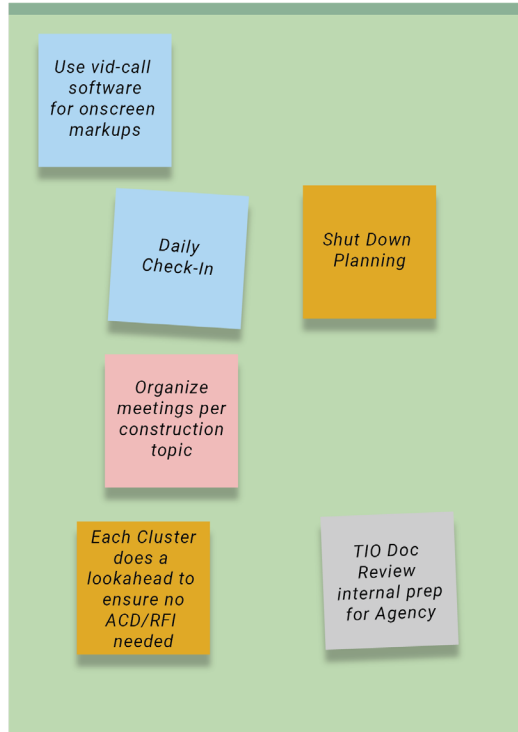 Use vid-call
software
for onscreen
markups
Daily
Check-In
Shut Down
Planning
Organize
meetings per
construction
topic
Each Cluster
does a
lookahead to
ensure no
ACD/RFI
needed
TIO Doc
Review
internal prep
for Agency